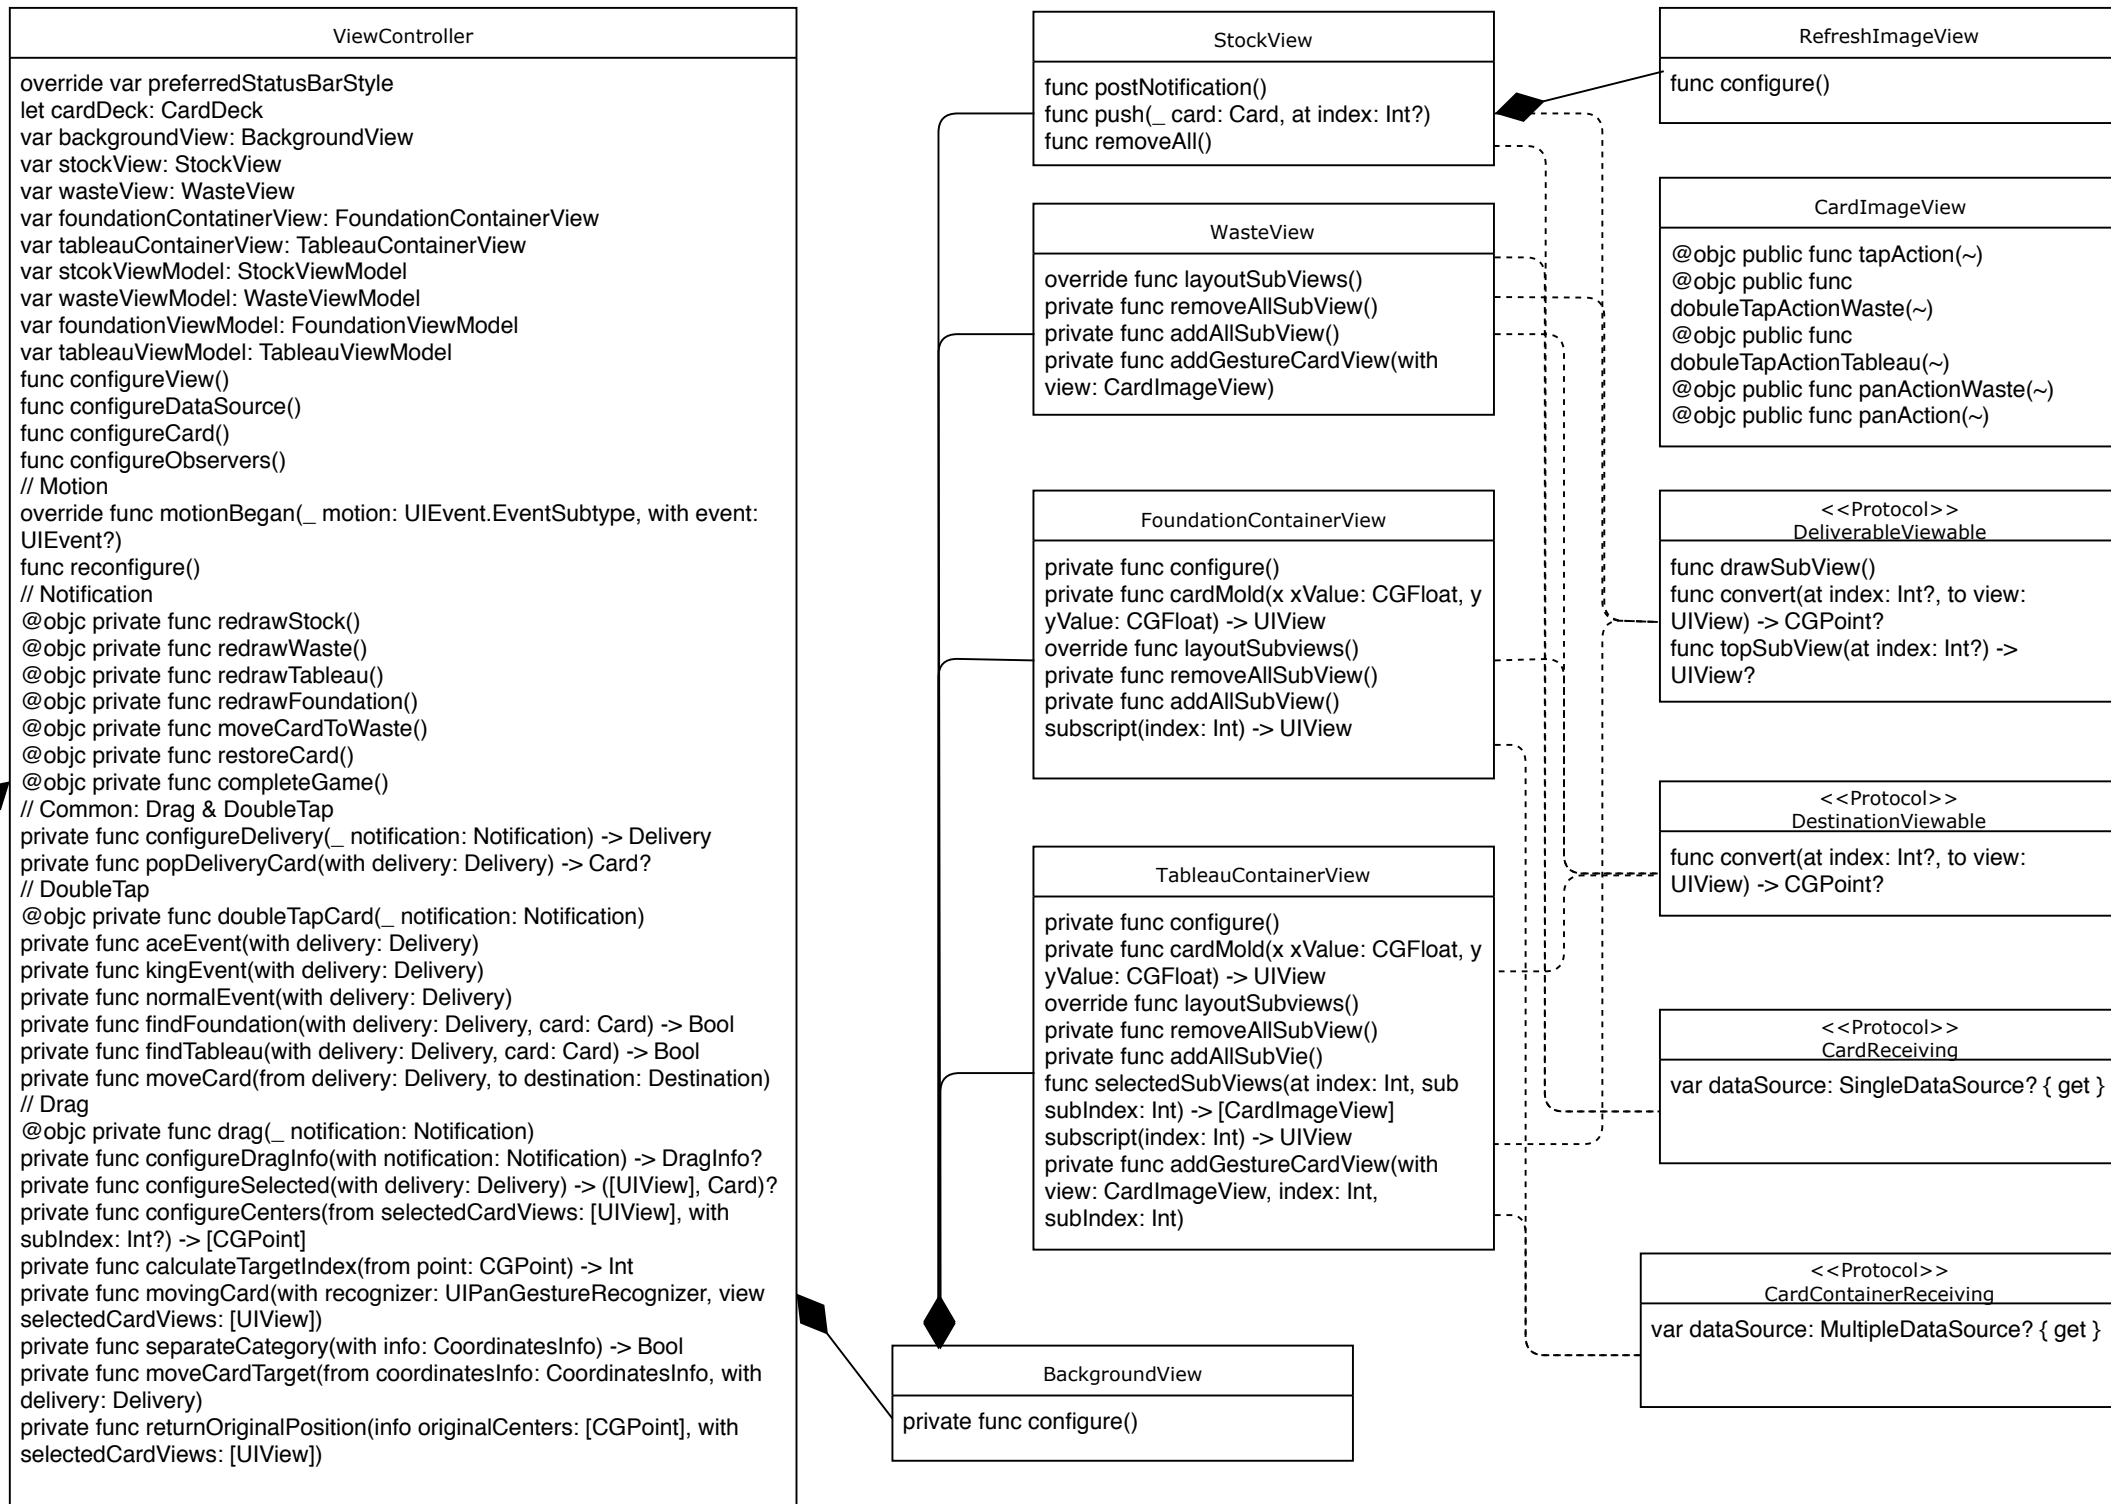 ViewController
override var preferredStatusBarStyle
let cardDeck: CardDeck
var backgroundView: BackgroundView
var stockView: StockView
var wasteView: WasteView
var foundationContatinerView: FoundationContainerView
var tableauContainerView: TableauContainerView
var stcokViewModel: StockViewModel
var wasteViewModel: WasteViewModel
var foundationViewModel: FoundationViewModel
var tableauViewModel: TableauViewModel
func configureView()
func configureDataSource()
func configureCard()
func configureObservers()
// Motion
override func motionBegan(_ motion: UIEvent.EventSubtype, with event:
UIEvent?)
func reconfigure()
// Notification
@objc private func redrawStock()
@objc private func redrawWaste()
@objc private func redrawTableau()
@objc private func redrawFoundation()
@objc private func moveCardToWaste()
@objc private func restoreCard()
@objc private func completeGame()
// Common: Drag & DoubleTap
private func configureDelivery(_ notification: Notification) -> Delivery
private func popDeliveryCard(with delivery: Delivery) -> Card?
// DoubleTap
@objc private func doubleTapCard(_ notification: Notification)
private func aceEvent(with delivery: Delivery)
private func kingEvent(with delivery: Delivery)
private func normalEvent(with delivery: Delivery)
private func findFoundation(with delivery: Delivery, card: Card) -> Bool
private func findTableau(with delivery: Delivery, card: Card) -> Bool
private func moveCard(from delivery: Delivery, to destination: Destination)
// Drag
@objc private func drag(_ notification: Notification)
private func configureDragInfo(with notification: Notification) -> DragInfo?
private func configureSelected(with delivery: Delivery) -> ([UIView], Card)?
private func configureCenters(from selectedCardViews: [UIView], with
subIndex: Int?) -> [CGPoint]
private func calculateTargetIndex(from point: CGPoint) -> Int
private func movingCard(with recognizer: UIPanGestureRecognizer, view
selectedCardViews: [UIView])
private func separateCategory(with info: CoordinatesInfo) -> Bool
private func moveCardTarget(from coordinatesInfo: CoordinatesInfo, with
delivery: Delivery)
private func returnOriginalPosition(info originalCenters: [CGPoint], with
selectedCardViews: [UIView])
StockView
func postNotification()
func push(_ card: Card, at index: Int?)
func removeAll()
WasteView
override func layoutSubViews()
private func removeAllSubView()
private func addAllSubView()
private func addGestureCardView(with
view: CardImageView)
FoundationContainerView
private func configure()
private func cardMold(x xValue: CGFloat, y
yValue: CGFloat) -> UIView
override func layoutSubviews()
private func removeAllSubView()
private func addAllSubView()
subscript(index: Int) -> UIView
TableauContainerView
private func configure()
private func cardMold(x xValue: CGFloat, y
yValue: CGFloat) -> UIView
override func layoutSubviews()
private func removeAllSubView()
private func addAllSubVie()
func selectedSubViews(at index: Int, sub
subIndex: Int) -> [CardImageView]
subscript(index: Int) -> UIView
private func addGestureCardView(with
view: CardImageView, index: Int,
subIndex: Int)
BackgroundView
private func configure()
RefreshImageView
func configure()
CardImageView
@objc public func tapAction(~)
@objc public func
dobuleTapActionWaste(~)
@objc public func
dobuleTapActionTableau(~)
@objc public func panActionWaste(~)
@objc public func panAction(~)
<<Protocol>>
DeliverableViewable
func drawSubView()
func convert(at index: Int?, to view:
UIView) -> CGPoint?
func topSubView(at index: Int?) ->
UIView?
<<Protocol>>
DestinationViewable
func convert(at index: Int?, to view:
UIView) -> CGPoint?
<<Protocol>>
CardReceiving
var dataSource: SingleDataSource? { get }
<<Protocol>>
CardContainerReceiving
var dataSource: MultipleDataSource? { get }